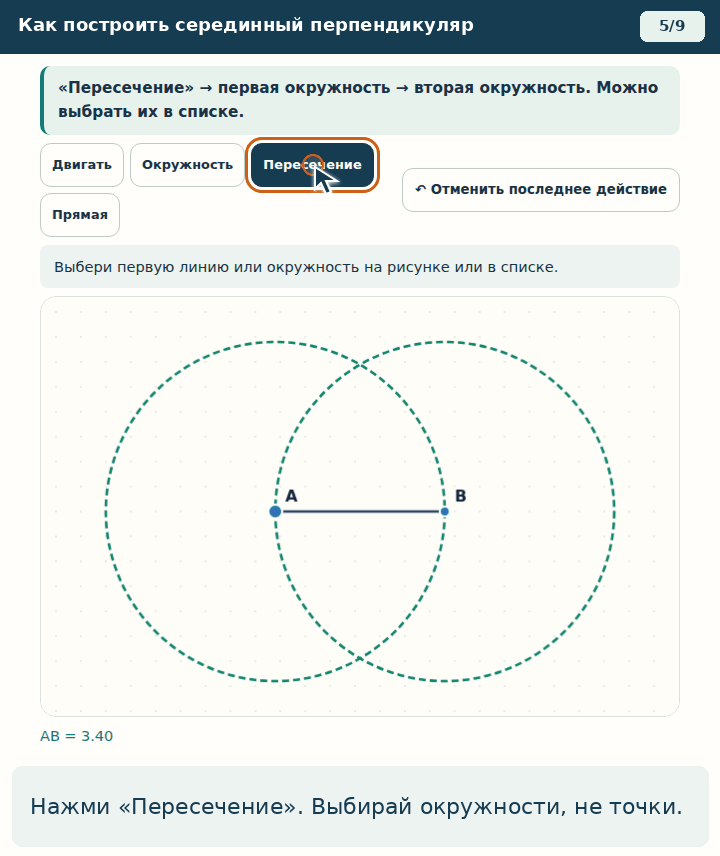 Как построить серединный перпендикуляр
5/9
«Пересечение» → первая окружность → вторая окружность. Можно
выбрать их в списке.
Двигать
Окружность
Пересечение
Прямая
↶ Отменить последнее действие
Выбери первую линию или окружность на рисунке или в списке.
A
B
AB = 3.40
Нажми «Пересечение». Выбирай окружности, не точки.